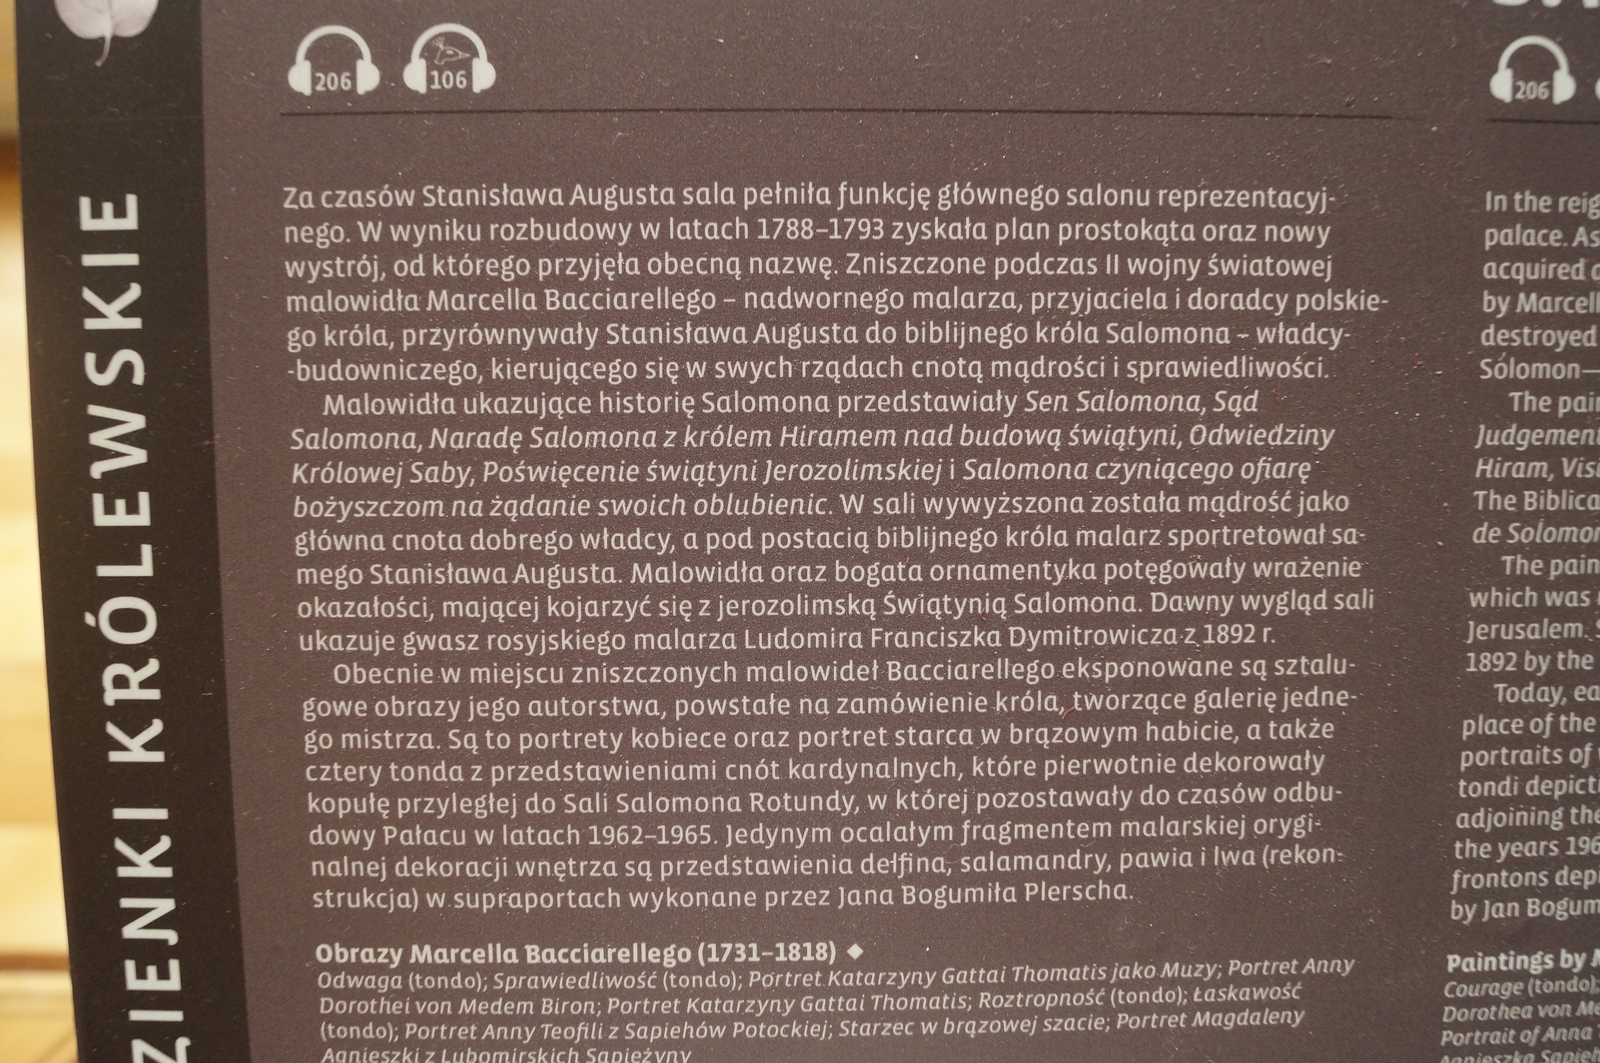 ZIENKI KRÓLEWSKIE
206 106
Za czasów Stanisława Augusta sala pełniła funkcję głównego salonu reprezentacyj-
nego. W wyniku rozbudowy w latach 1788–1793 zyskała plan prostokąta oraz nowy
wystrój, od którego przyjęła obecną nazwę. Zniszczone podczas II wojny światowej
malowidła Marcella Bacciarellego – nadwornego malarza, przyjaciela i doradcy polskie-
go króla, przyrównywały Stanisława Augusta do biblijnego króla Salomona – władcy-
-budowniczego, kierującego się w swych rządach cnotą mądrości i sprawiedliwości.
Malowidła ukazujące historię Salomona przedstawiały Sen Salomona, Sąd
Salomona, Naradę Salomona z królem Hiramem nad budową świątyni, Odwiedziny
Królowej Saby, Poświęcenie świątyni Jerozolimskiej i Salomona czyniącego ofiarę
bożyszczom na żądanie swoich oblubienic. W sali wywyższona została mądrość jako
główna cnota dobrego władcy, a pod postacią biblijnego króla malarz sportretował sa-
mego Stanisława Augusta. Malowidła oraz bogata ornamentyka potęgowały wrażenie
okazałości, mającej kojarzyć się z jerozolimską Świątynią Salomona. Dawny wygląd sali
ukazuje gwasz rosyjskiego malarza Ludomira Franciszka Dymitrowicza z 1892 r.
Obecnie w miejscu zniszczonych malowideł Bacciarellego eksponowane są sztalu-
gowe obrazy jego autorstwa, powstałe na zamówienie króla, tworzące galerię jedne-
go mistrza. Są to portrety kobiece oraz portret starca w brązowym habicie, a także
cztery tonda z przedstawieniami cnót kardynalnych, które pierwotnie dekorowały
kopułę przyległej do Sali Salomona Rotundy, w której pozostawały do czasów odbu-
dowy Pałacu w latach 1962–1965. Jedynym ocalałym fragmentem malarskiej orygi-
nalnej dekoracji wnętrza są przedstawienia delfina, salamandry, pawia i lwa (rekon-
strukcja) w supraportach wykonane przez Jana Bogumiła Plerscha.
Obrazy Marcella Bacciarellego (1731–1818) ◆
Odwaga (tondo); Sprawiedliwość (tondo); Portret Katarzyny Gattai Thomatis jako Muzy; Portret Anny
Dorothei von Medem Biron; Portret Katarzyny Gattai Thomatis; Roztropność (tondo); Łaskawość
(tondo); Portret Anny Teofili z Sapiehów Potockiej; Starzec w brązowej szacie; Portret Magdaleny
Agnieszki z Lubomirskich Sapieżyny
206
In the reig
palace. As
acquired
by Marcell
destroyed
Solomon—
The pain
Judgement
Hiram, Visi
The Biblica
de Solomon
The pain
which was
Jerusalem. S
1892 by the
Today, ea
place of the
portraits of
tondi depicti
adjoining the
the years 196
frontons depi
by Jan Bogum
Paintings by M
Courage (tondo);
Dorothea von Me
Portrait of Anna
Agnieszka Sapieh